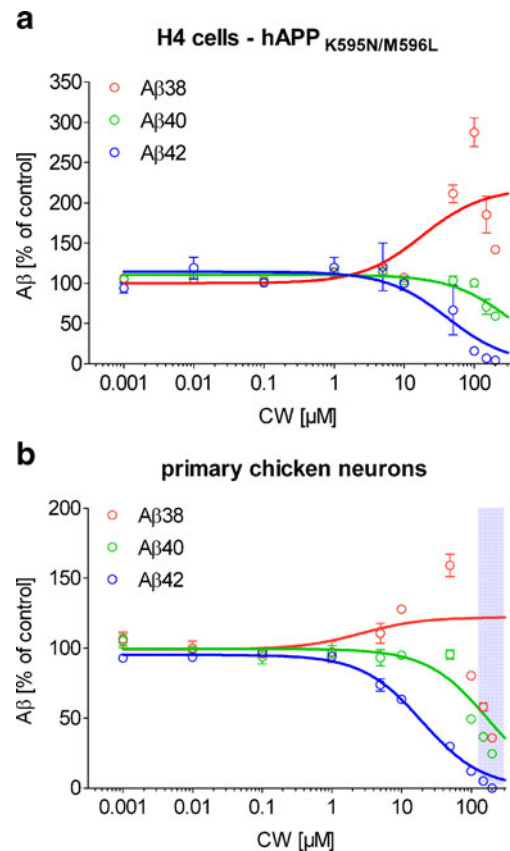 a
H4 cells - hAPP K595N/M596L
Aβ38
Aβ40
Aβ42
Aβ [% of control]
350
300
250
200
150
100
50
0
0.001 0.01 0.1 1 10 100
CW [µM]
b
primary chicken neurons
Aβ38
Aβ40
Aβ42
Aβ [% of control]
200
150
100
50
0
0.001 0.01 0.1 1 10 100
CW [µM]